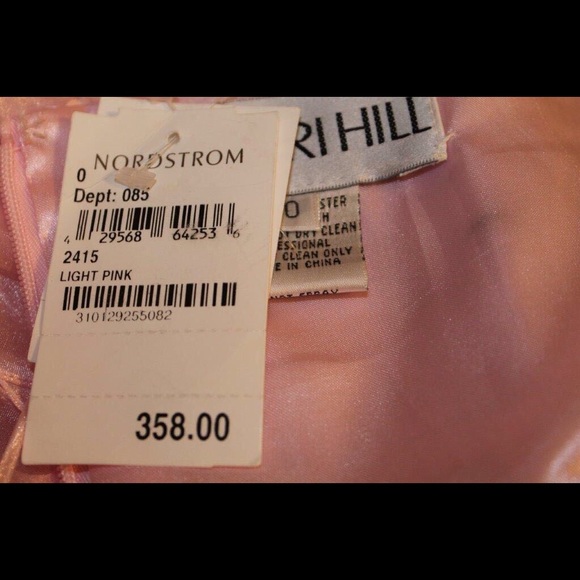 NORDSTROM
0
Dept: 085
4 29568 64253 6
2415
LIGHT PINK
310129255082
358.00
RI HILL
0
STER
H
DRY CLEAN
ESSIONAL
CLEAN ONLY
E IN CHINA